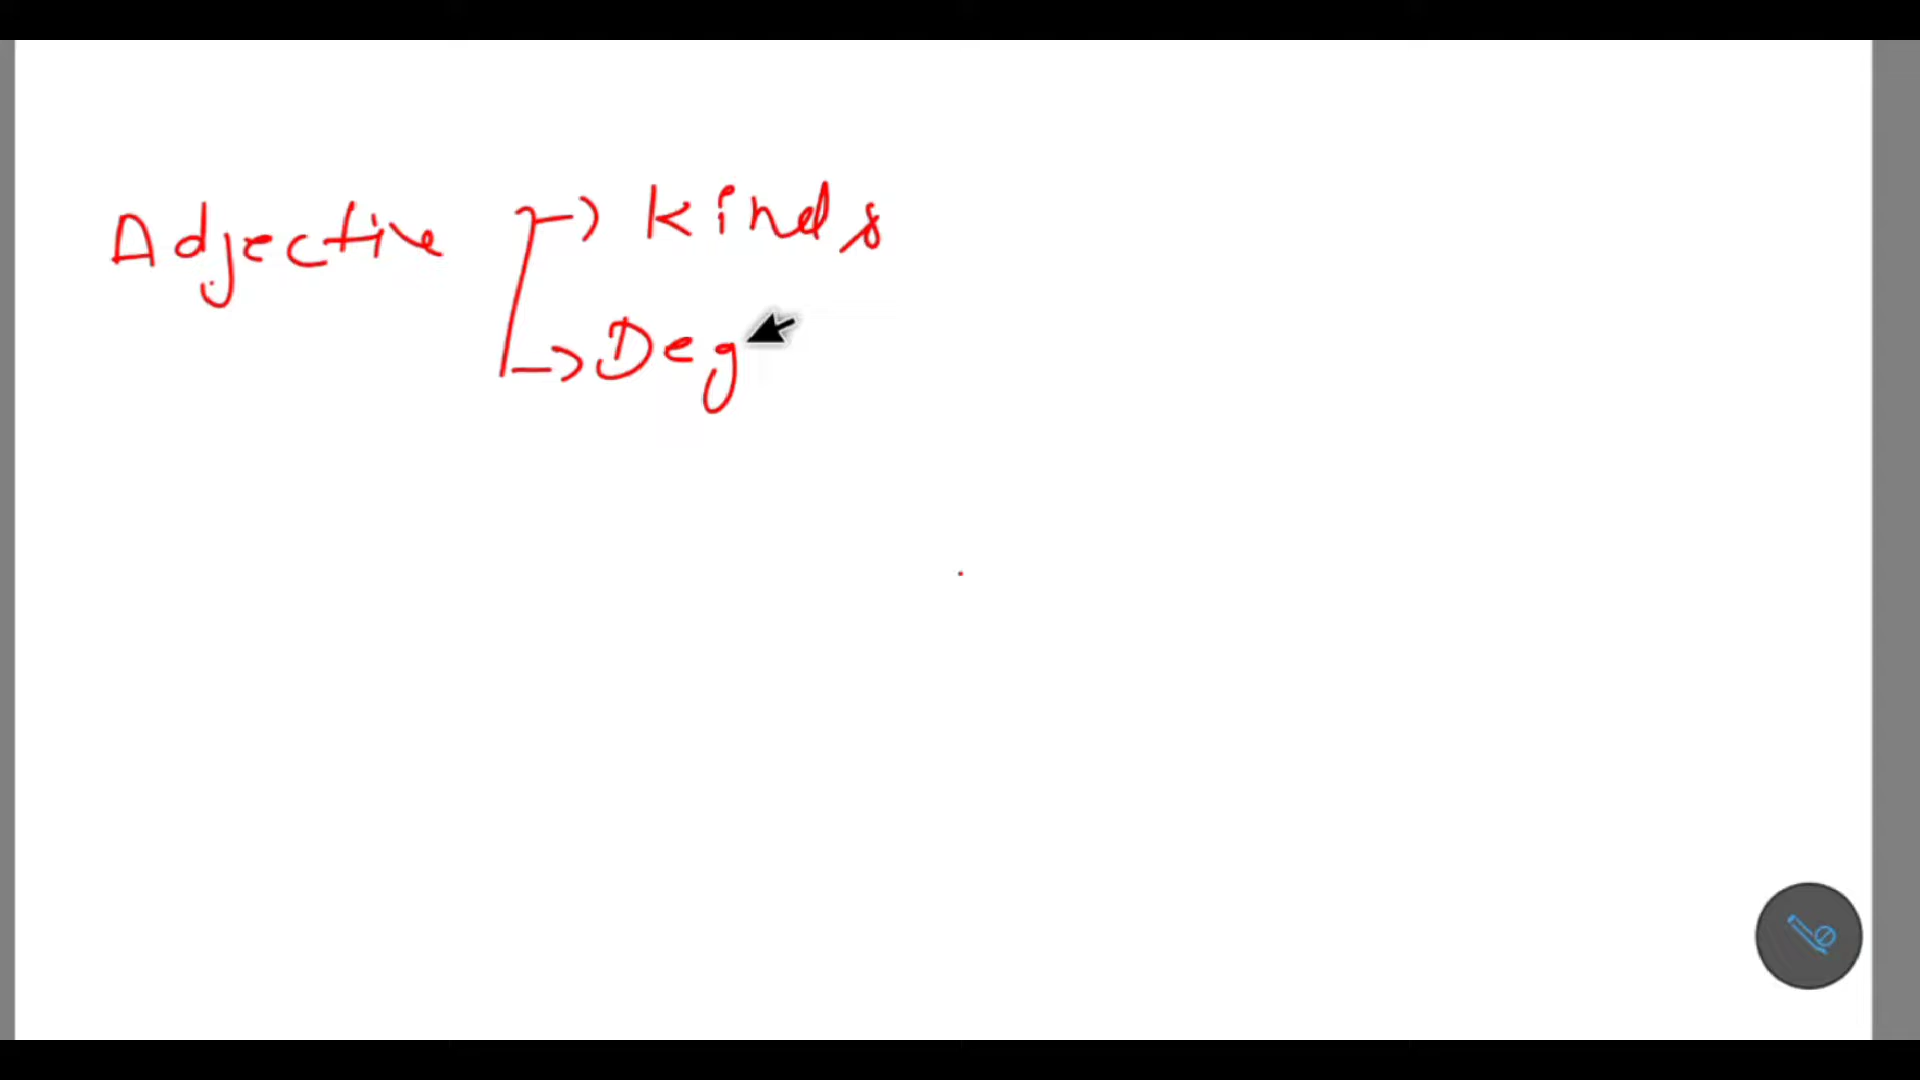 Adjective → Kinds
→ Deg